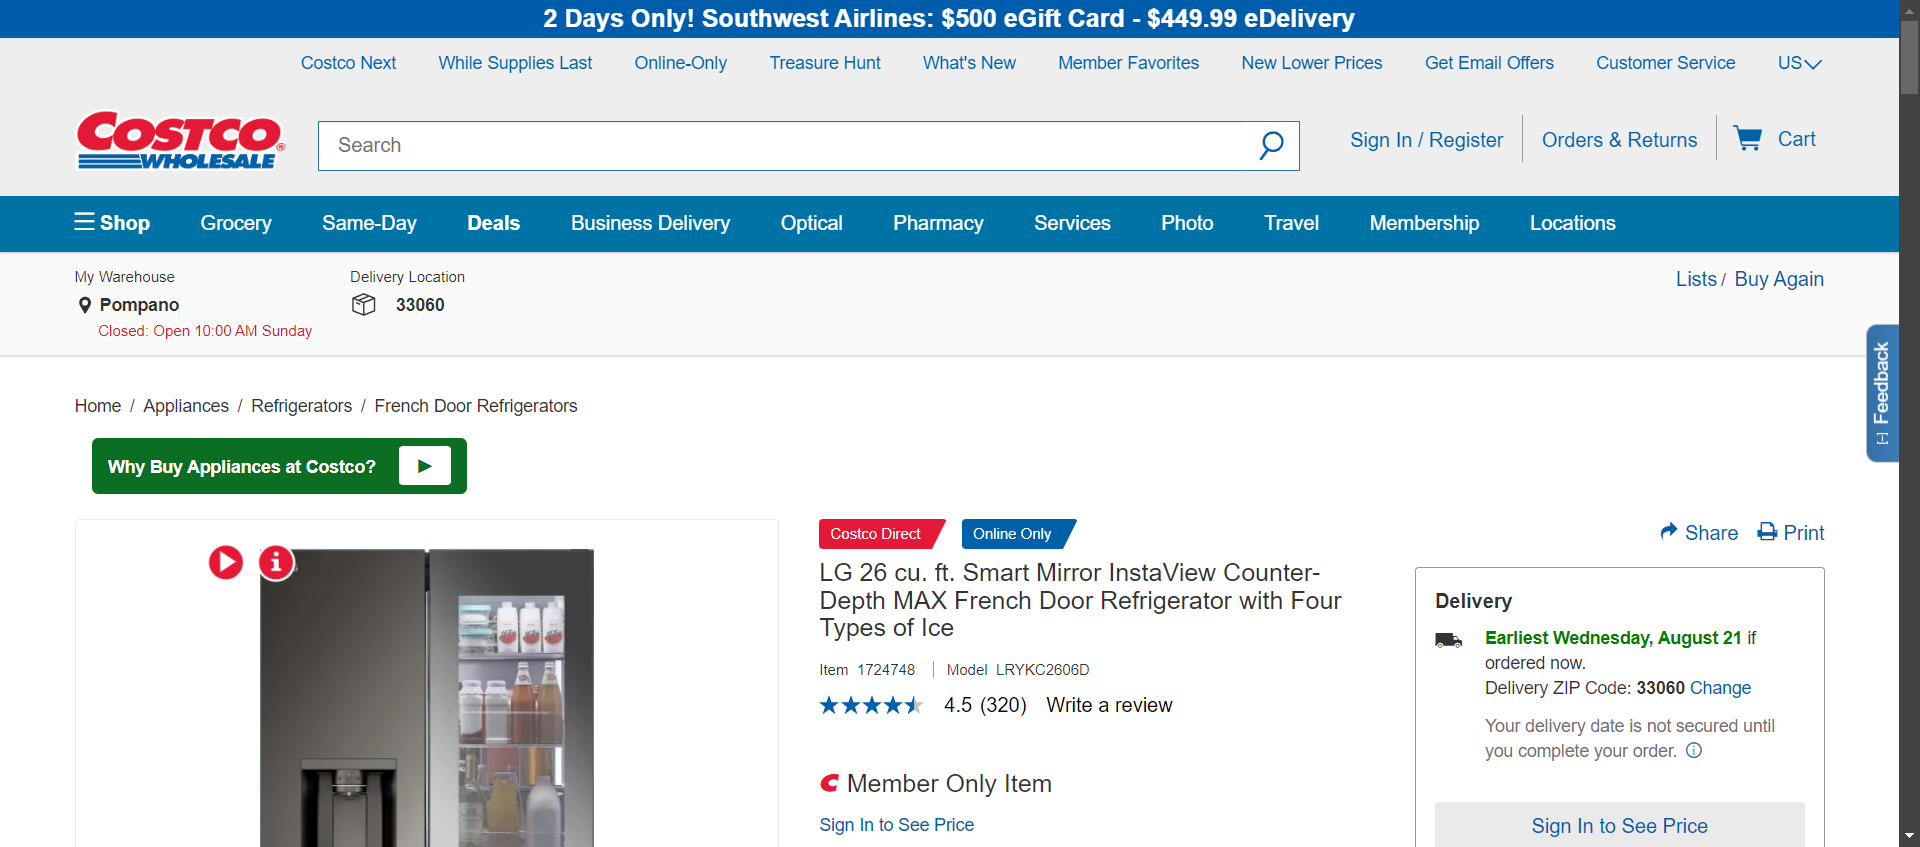 2 Days Only! Southwest Airlines: $500 eGift Card - $449.99 eDelivery
Costco Next While Supplies Last Online-Only Treasure Hunt What's New Member Favorites New Lower Prices Get Email Offers Customer Service US
COSTCO WHOLESALE
Search
Sign In / Register Orders & Returns Cart
Shop Grocery Same-Day Deals Business Delivery Optical Pharmacy Services Photo Travel Membership Locations
My Warehouse
Pompano
Closed: Open 10:00 AM Sunday
Delivery Location
33060
Lists / Buy Again
[-] Feedback
Home / Appliances / Refrigerators / French Door Refrigerators
Why Buy Appliances at Costco?
Costco Direct Online Only
Share Print
LG 26 cu. ft. Smart Mirror InstaView Counter-
Depth MAX French Door Refrigerator with Four
Types of Ice
Item 1724748 | Model LRYKC2606D
4.5 (320) Write a review
Member Only Item
Sign In to See Price
Delivery
Earliest Wednesday, August 21 if
ordered now.
Delivery ZIP Code: 33060 Change
Your delivery date is not secured until
you complete your order.
Sign In to See Price